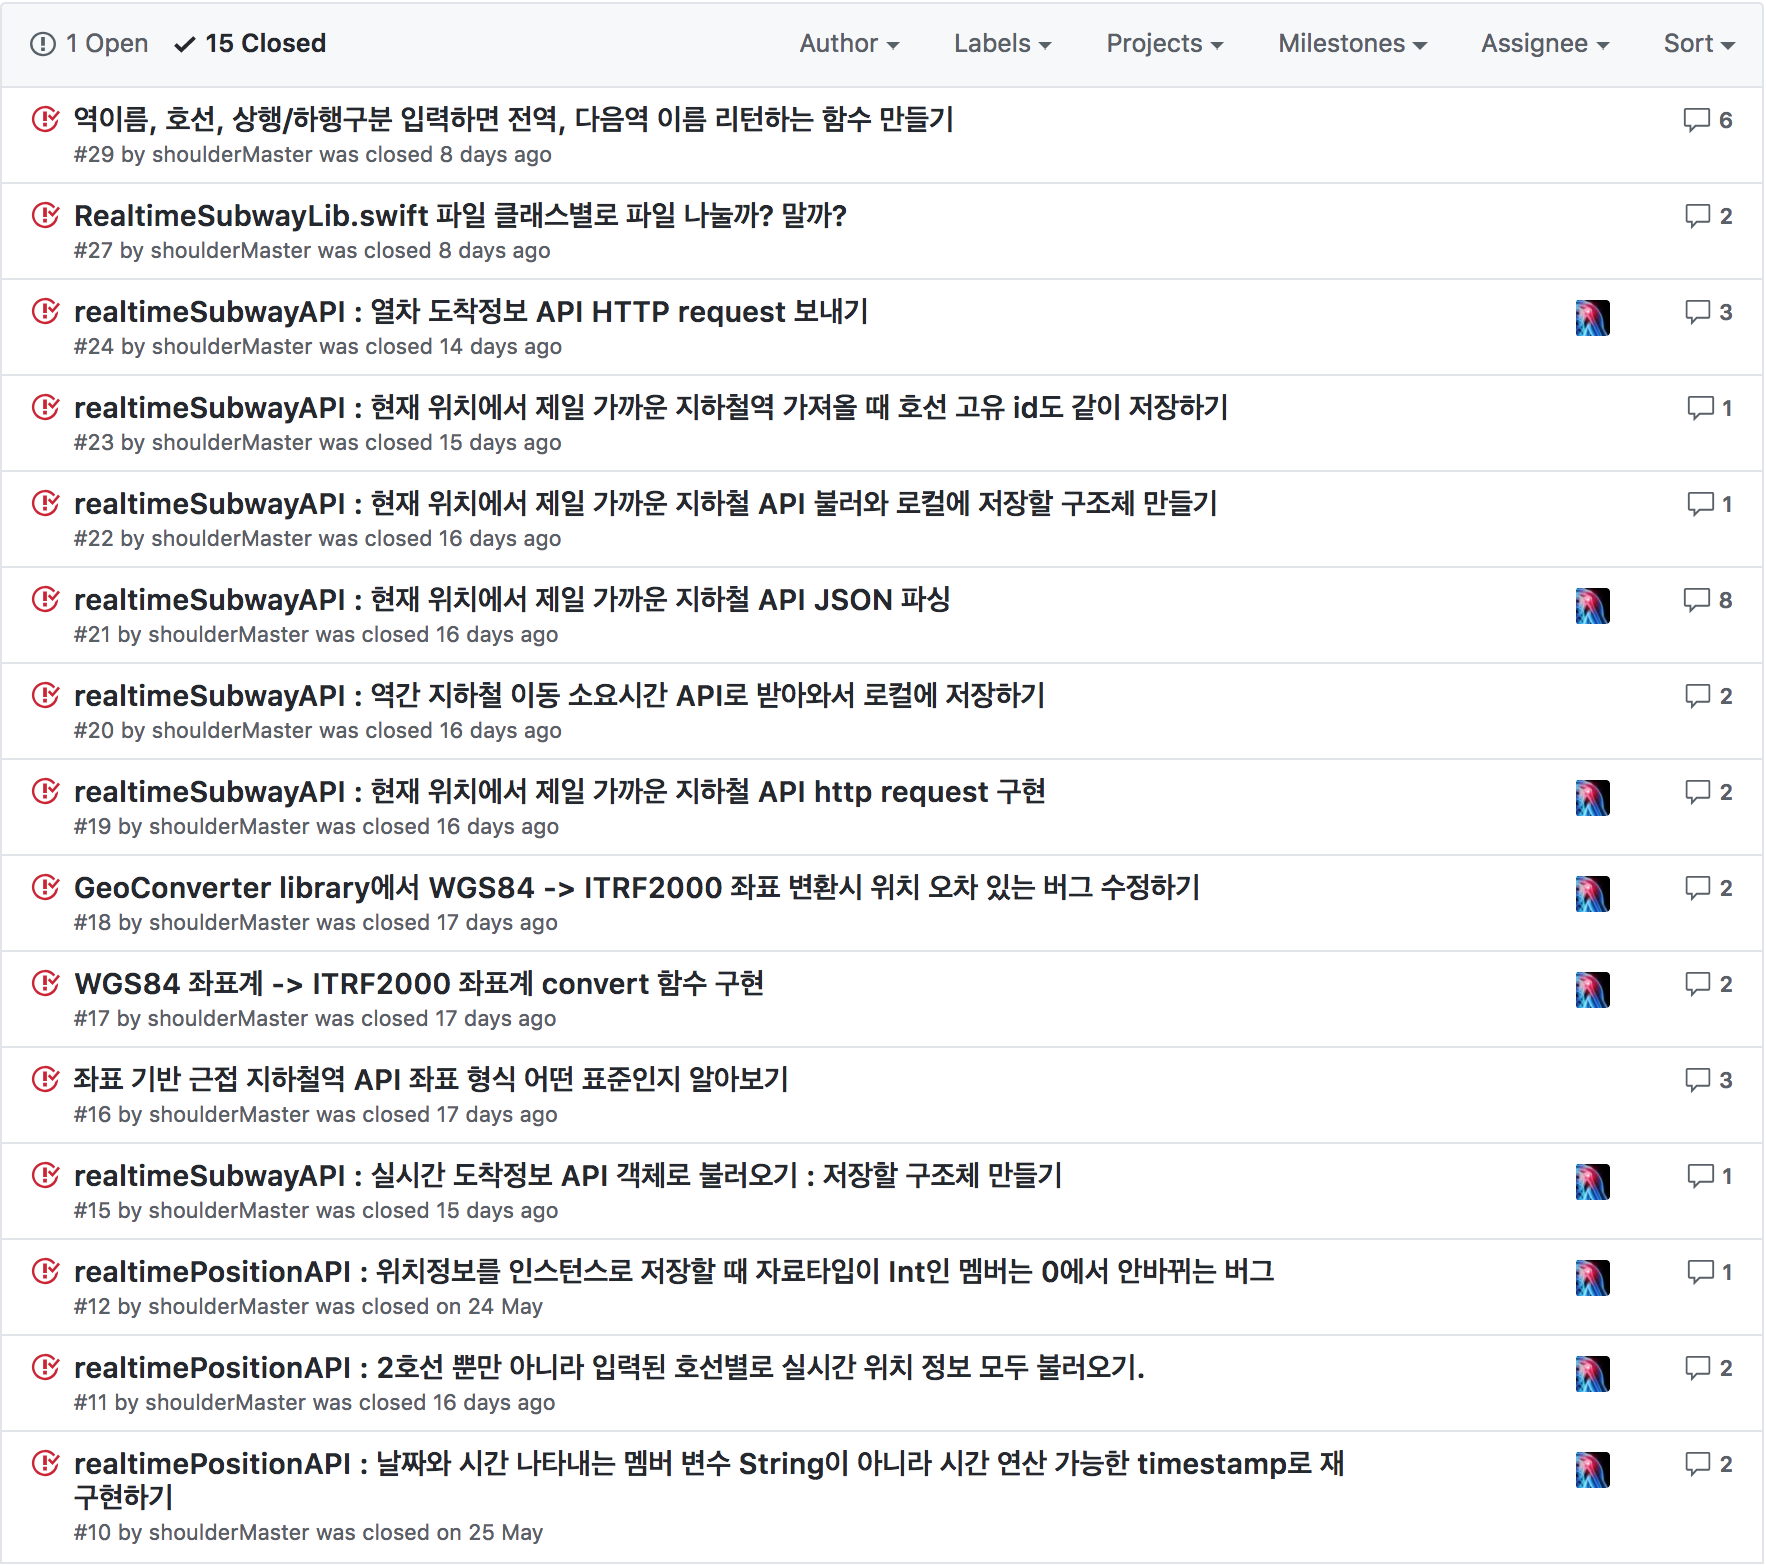 1 Open 15 Closed Author Labels Projects Milestones Assignee Sort
역이름, 호선, 상행/하행구분 입력하면 전역, 다음역 이름 리턴하는 함수 만들기 6
#29 by shoulderMaster was closed 8 days ago
RealtimeSubwayLib.swift 파일 클래스별로 파일 나눌까? 말까? 2
#27 by shoulderMaster was closed 8 days ago
realtimeSubwayAPI : 열차 도착정보 API HTTP request 보내기 3
#24 by shoulderMaster was closed 14 days ago
realtimeSubwayAPI : 현재 위치에서 제일 가까운 지하철역 가져올 때 호선 고유 id도 같이 저장하기 1
#23 by shoulderMaster was closed 15 days ago
realtimeSubwayAPI : 현재 위치에서 제일 가까운 지하철 API 불러와 로컬에 저장할 구조체 만들기 1
#22 by shoulderMaster was closed 16 days ago
realtimeSubwayAPI : 현재 위치에서 제일 가까운 지하철 API JSON 파싱 8
#21 by shoulderMaster was closed 16 days ago
realtimeSubwayAPI : 역간 지하철 이동 소요시간 API로 받아와서 로컬에 저장하기 2
#20 by shoulderMaster was closed 16 days ago
realtimeSubwayAPI : 현재 위치에서 제일 가까운 지하철 API http request 구현 2
#19 by shoulderMaster was closed 16 days ago
GeoConverter library에서 WGS84 -> ITRF2000 좌표 변환시 위치 오차 있는 버그 수정하기 2
#18 by shoulderMaster was closed 17 days ago
WGS84 좌표계 -> ITRF2000 좌표계 convert 함수 구현 2
#17 by shoulderMaster was closed 17 days ago
좌표 기반 근접 지하철역 API 좌표 형식 어떤 표준인지 알아보기 3
#16 by shoulderMaster was closed 17 days ago
realtimeSubwayAPI : 실시간 도착정보 API 객체로 불러오기 : 저장할 구조체 만들기 1
#15 by shoulderMaster was closed 15 days ago
realtimePositionAPI : 위치정보를 인스턴스로 저장할 때 자료타입이 Int인 멤버는 0에서 안바뀌는 버그 1
#12 by shoulderMaster was closed on 24 May
realtimePositionAPI : 2호선 뿐만 아니라 입력된 호선별로 실시간 위치 정보 모두 불러오기. 2
#11 by shoulderMaster was closed 16 days ago
realtimePositionAPI : 날짜와 시간 나타내는 멤버 변수 String이 아니라 시간 연산 가능한 timestamp로 재 2
구현하기
#10 by shoulderMaster was closed on 25 May